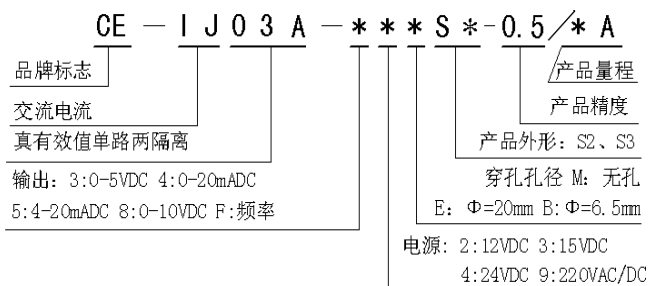 CE－IJ03A－***S*-0.5/*A
品牌标志
产品量程
交流电流
产品精度
真有效值单路两隔离
产品外形：S2、S3
输出：3:0-5VDC 4:0-20mADC
5:4-20mADC 8:0-10VDC F:频率
穿孔孔径 M：无孔
E：Φ=20mm B:Φ=6.5mm
电源：2:12VDC 3:15VDC
4:24VDC 9:220VAC/DC